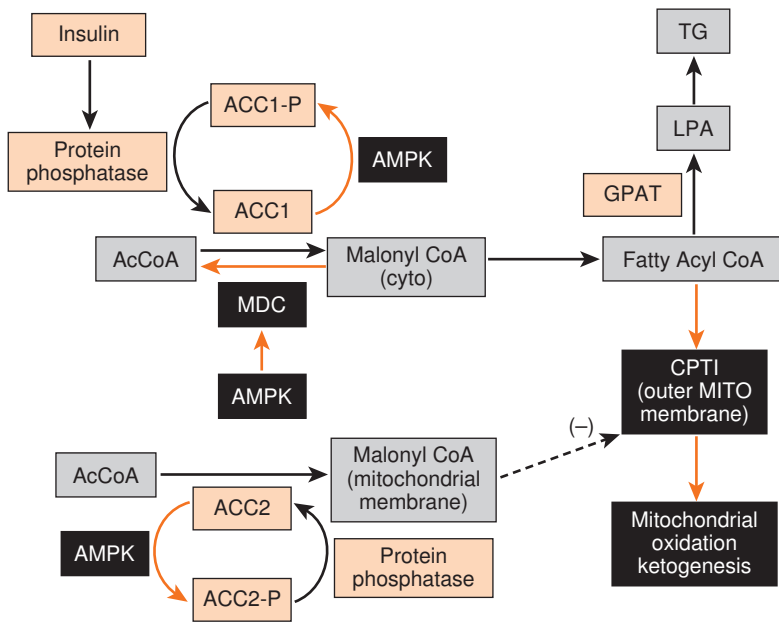 Insulin
TG
ACC1-P
Protein
phosphatase
AMPK
LPA
ACC1
GPAT
AcCoA
Malonyl CoA
(cyto)
Fatty Acyl CoA
MDC
AMPK
CPTI
(outer MITO
membrane)
(–)
AcCoA
Malonyl CoA
(mitochondrial
membrane)
ACC2
AMPK
Protein
phosphatase
ACC2-P
Mitochondrial
oxidation
ketogenesis